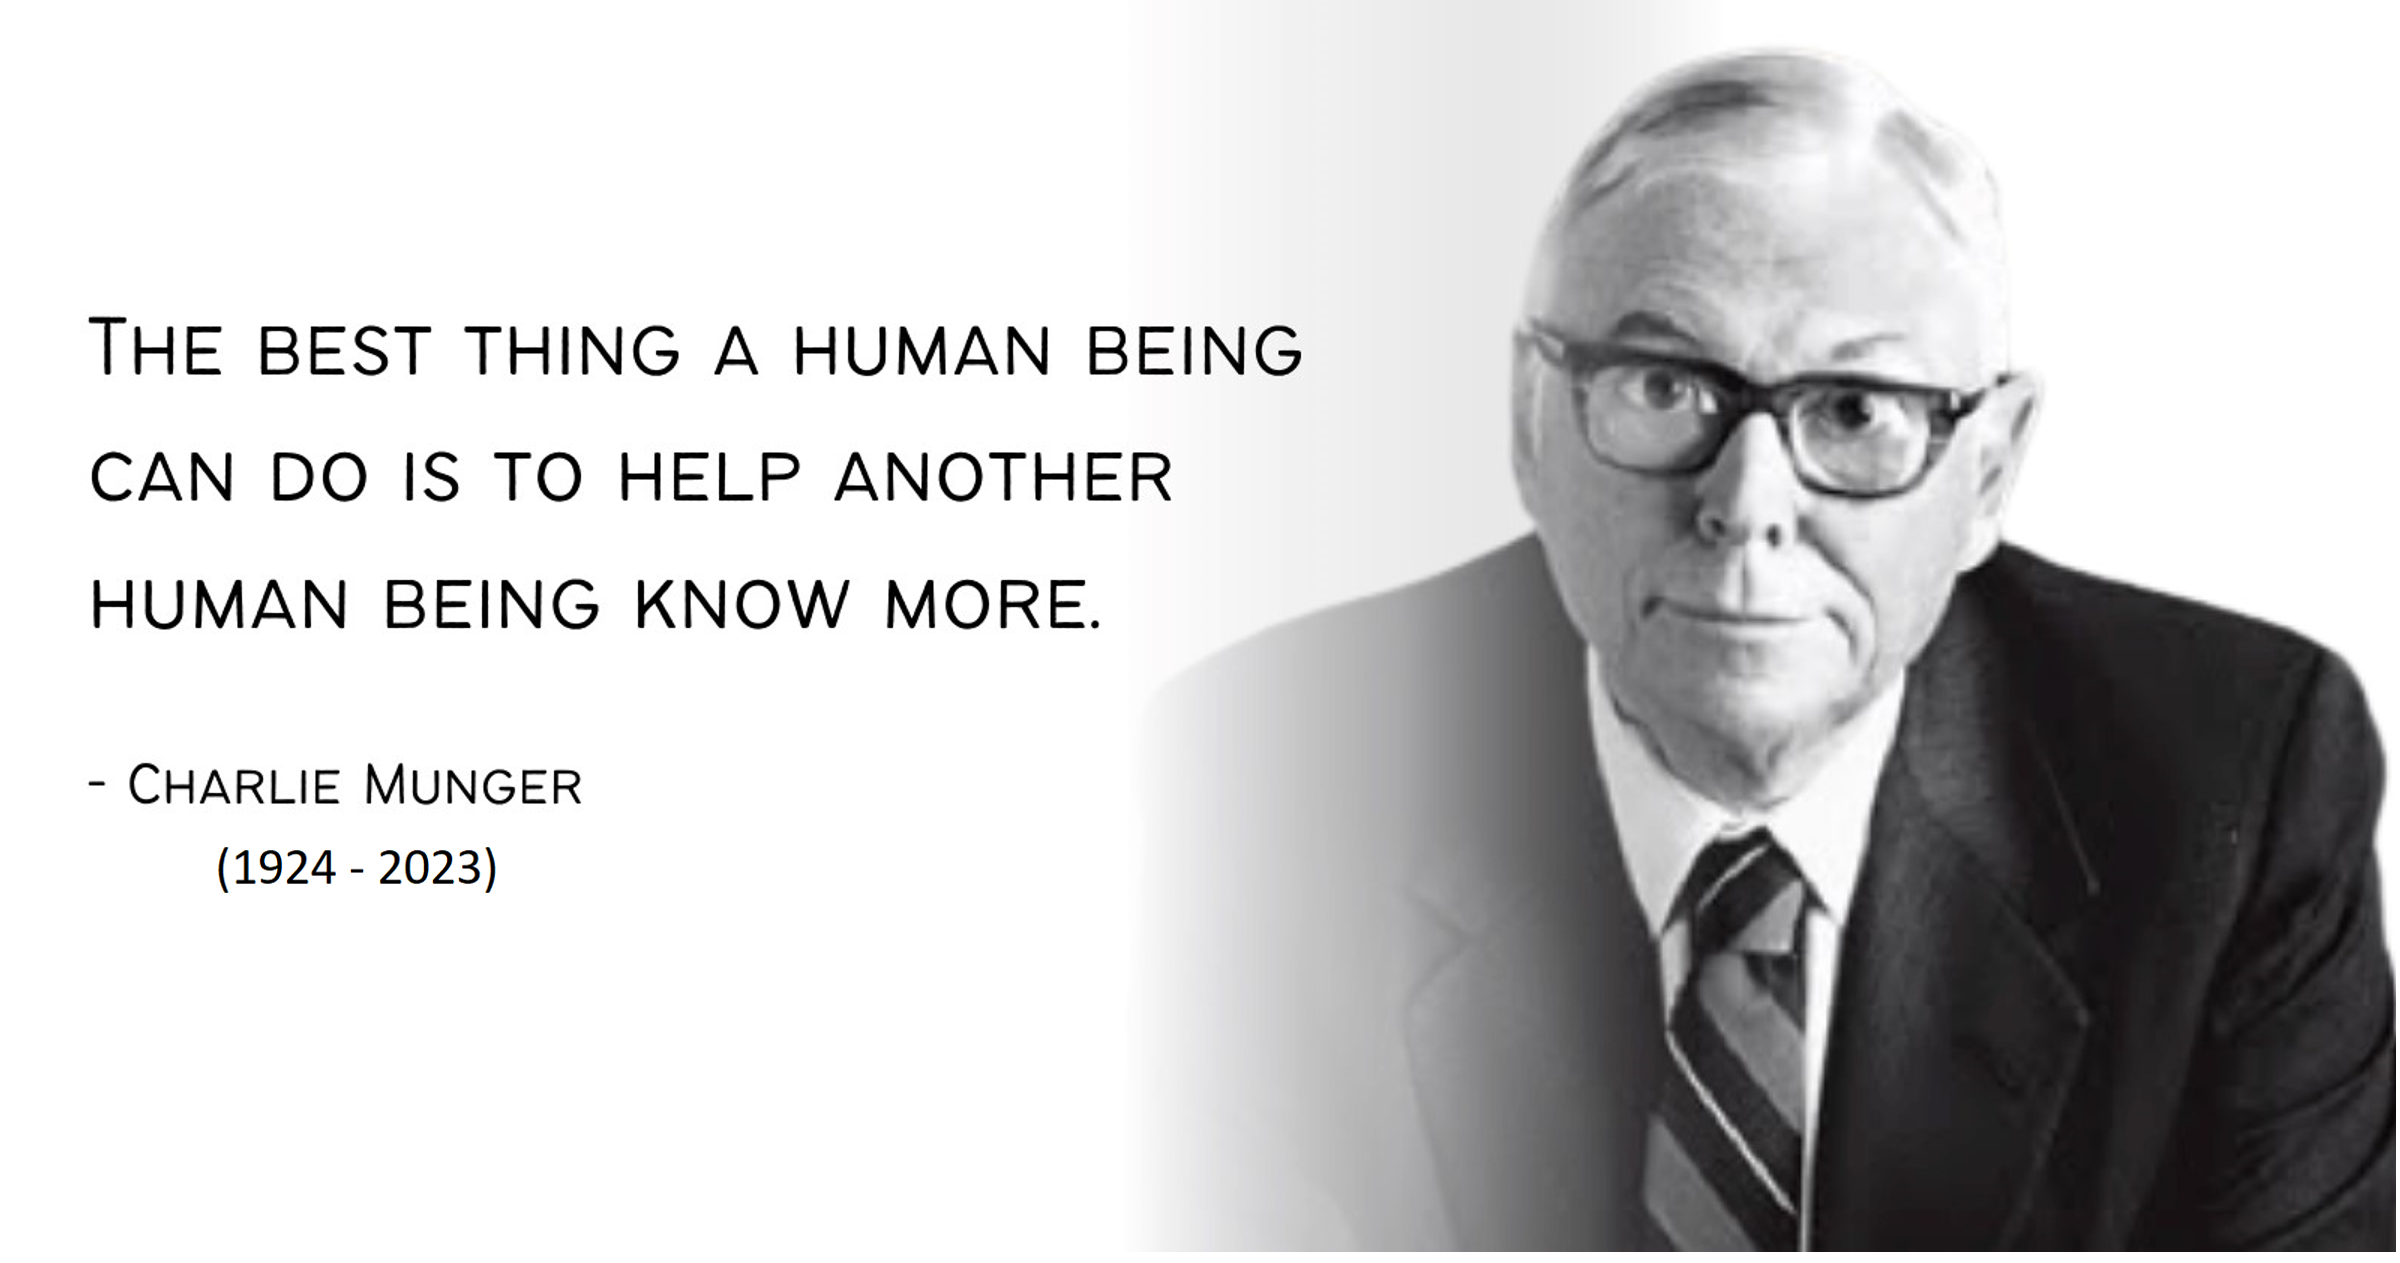 The best thing a human being
can do is to help another
human being know more.
- Charlie Munger
(1924 - 2023)